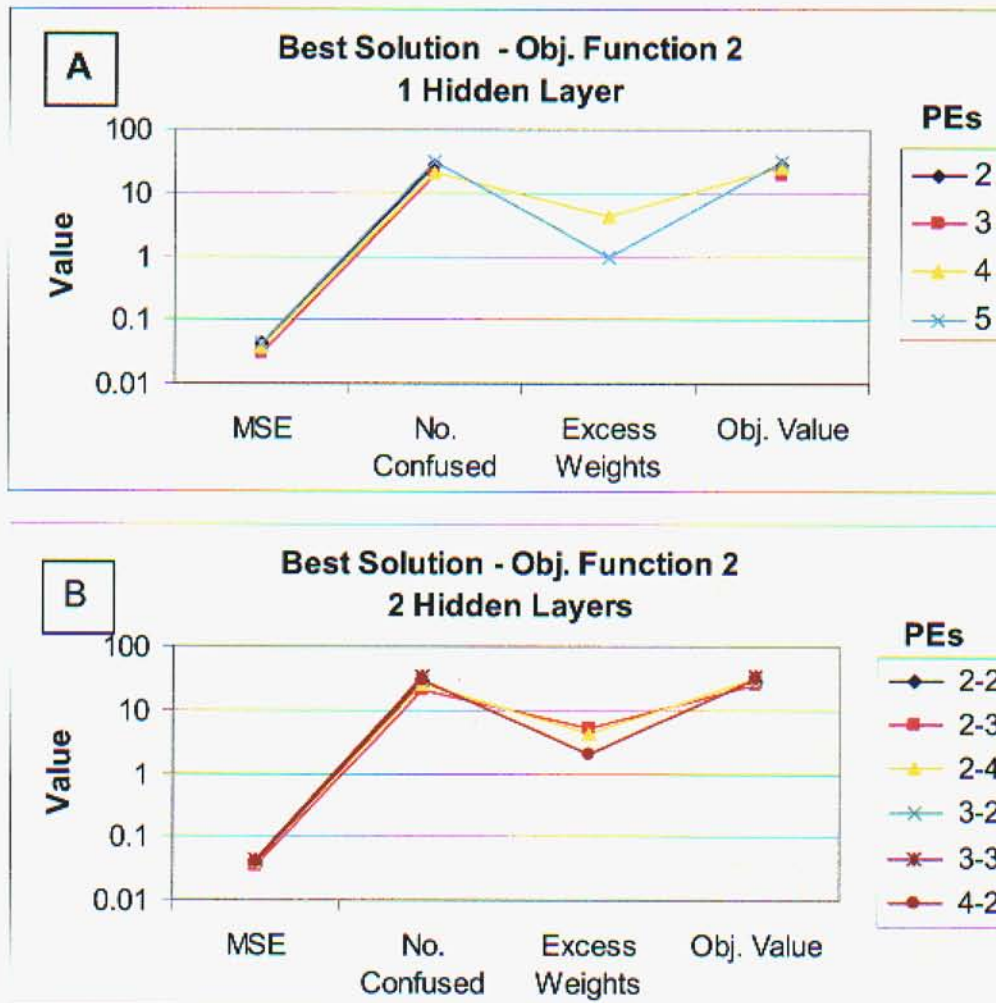 A
Best Solution - Obj. Function 2
1 Hidden Layer
PEs
100
10
1
0.1
0.01
Value
MSE
No. Confused
Excess Weights
Obj. Value
2
3
4
5
B
Best Solution - Obj. Function 2
2 Hidden Layers
PEs
100
10
1
0.1
0.01
Value
MSE
No. Confused
Excess Weights
Obj. Value
2-2
2-3
2-4
3-2
3-3
4-2